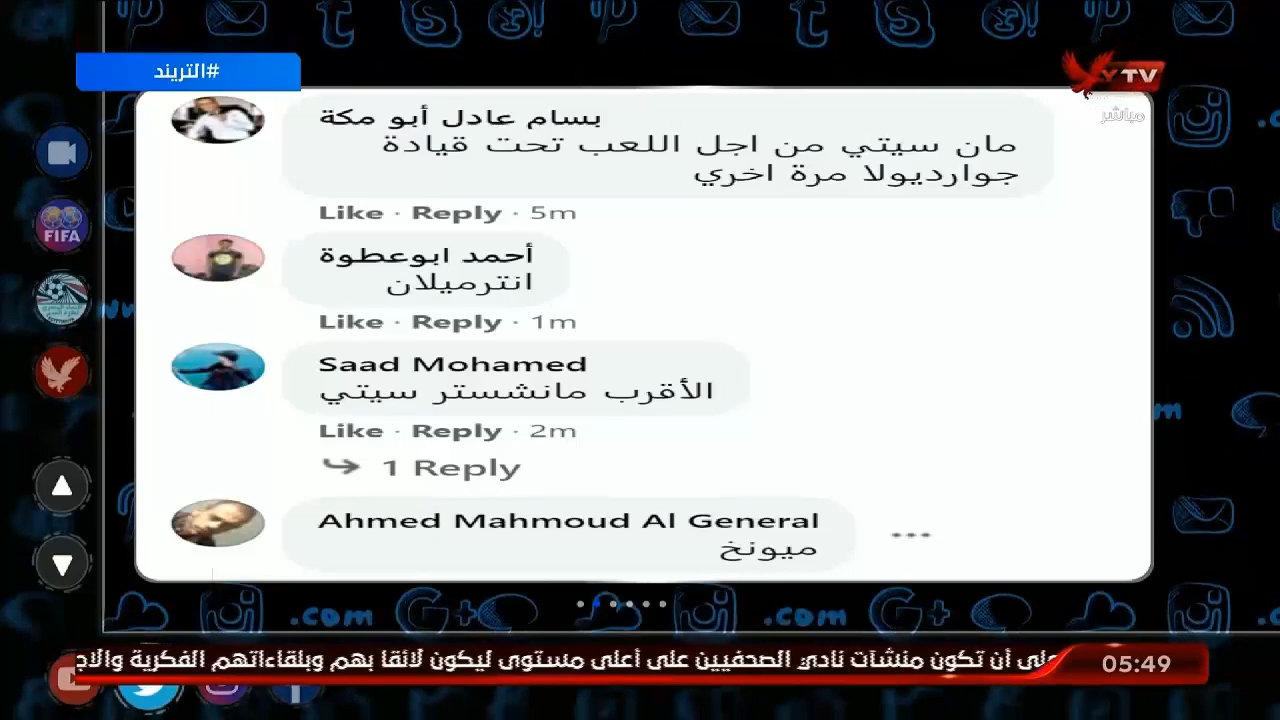 #التريند
YTV
مباشر
بسام عادل أبو مكة
مان سيتي من اجل اللعب تحت قيادة
جوارديولا مرة اخري
Like · Reply · 5m
أحمد ابوعطوة
انترميلان
Like · Reply · 1m
Saad Mohamed
الأقرب مانشستر سيتي
Like · Reply · 2m
1 Reply
Ahmed Mahmoud Al General
ميونخ
FIFA
.com
G+
.com
G+
على أن تكون منشآت نادي الصحفيين على أعلى مستوى ليكون لائقا بهم وبلقاءاتهم الفكرية والاج
05:49